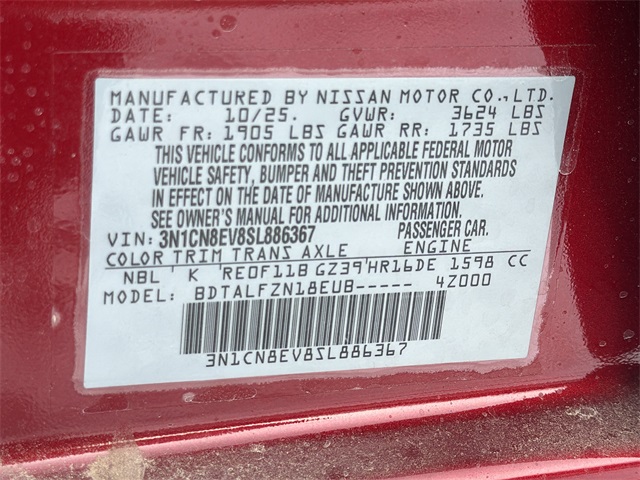 MANUFACTURED BY NISSAN MOTOR CO., LTD.
DATE: 10/25. GVWR: 3624 LBS
GAWR FR: 1905 LBS GAWR RR: 1735 LBS
THIS VEHICLE CONFORMS TO ALL APPLICABLE FEDERAL MOTOR
VEHICLE SAFETY, BUMPER AND THEFT PREVENTION STANDARDS
IN EFFECT ON THE DATE OF MANUFACTURE SHOWN ABOVE.
SEE OWNER'S MANUAL FOR ADDITIONAL INFORMATION.
VIN: 3N1CN8EV8SL886367 PASSENGER CAR.
COLOR TRIM TRANS AXLE ENGINE
NBL K RE0F11B GZ39 HR16DE 1598 CC
MODEL: BDTALFZN18EUB----- 4Z000
3N1CN8EV8SL886367